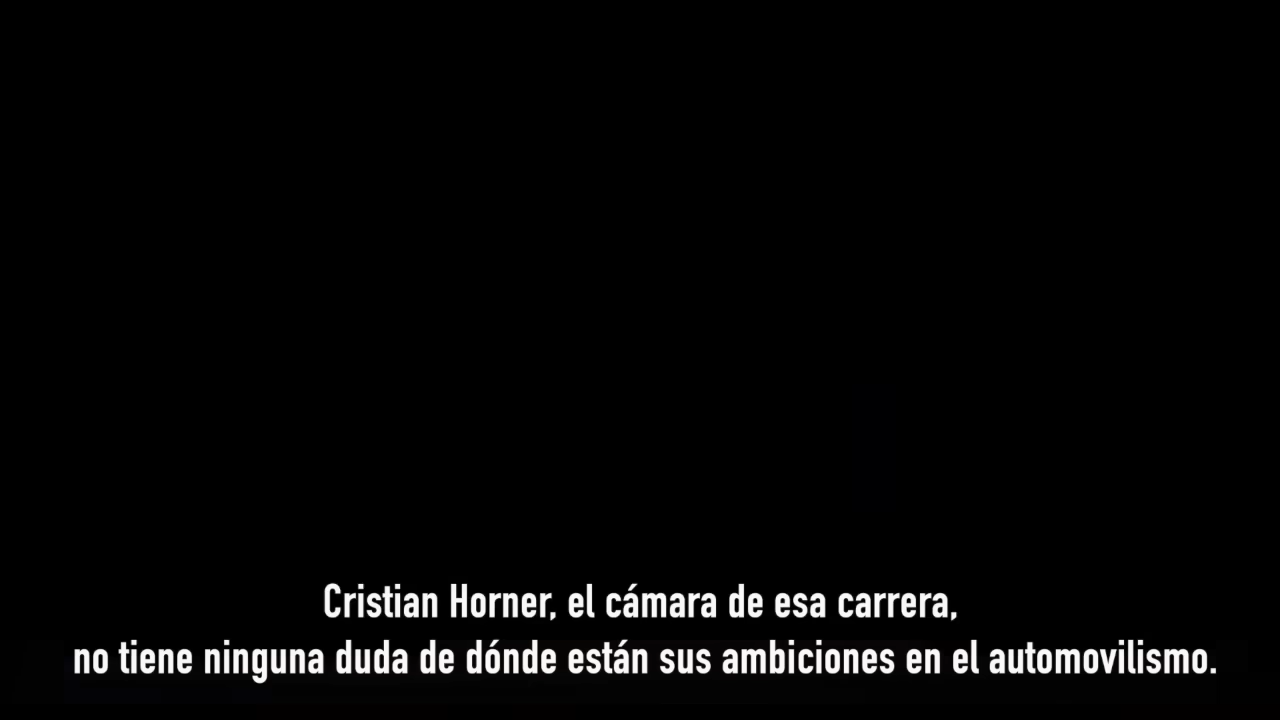 Cristian Horner, el cámara de esa carrera,
no tiene ninguna duda de dónde están sus ambiciones en el automovilismo.